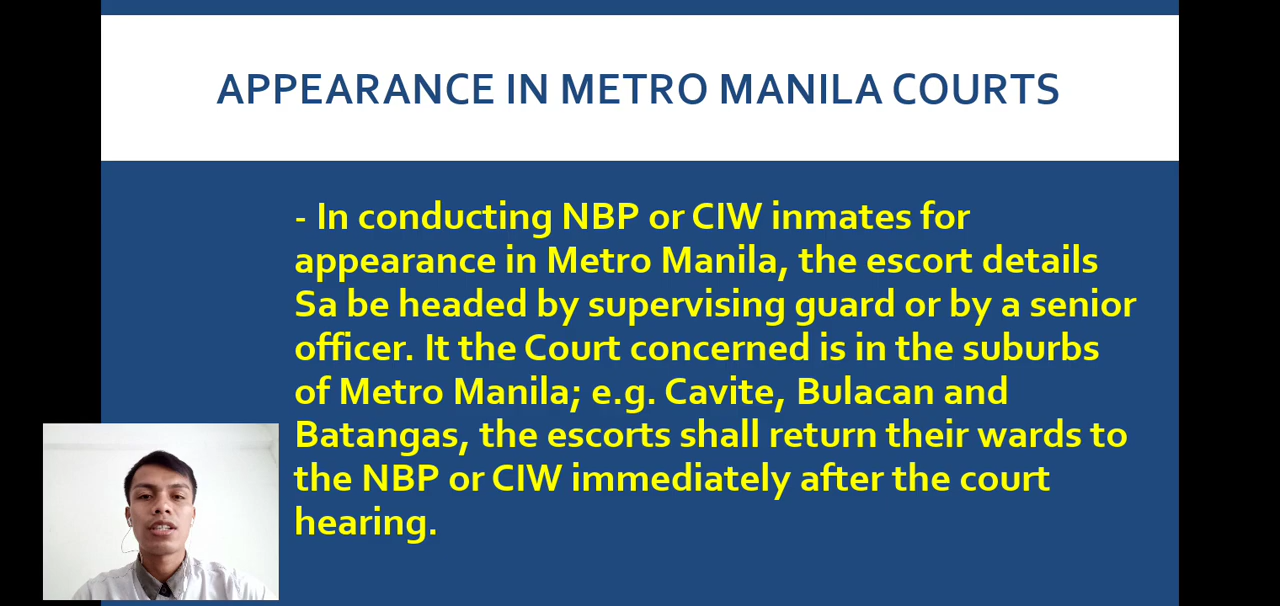 APPEARANCE IN METRO MANILA COURTS
- In conducting NBP or CIW inmates for
appearance in Metro Manila, the escort details
Sa be headed by supervising guard or by a senior
officer. It the Court concerned is in the suburbs
of Metro Manila; e.g. Cavite, Bulacan and
Batangas, the escorts shall return their wards to
the NBP or CIW immediately after the court
hearing.